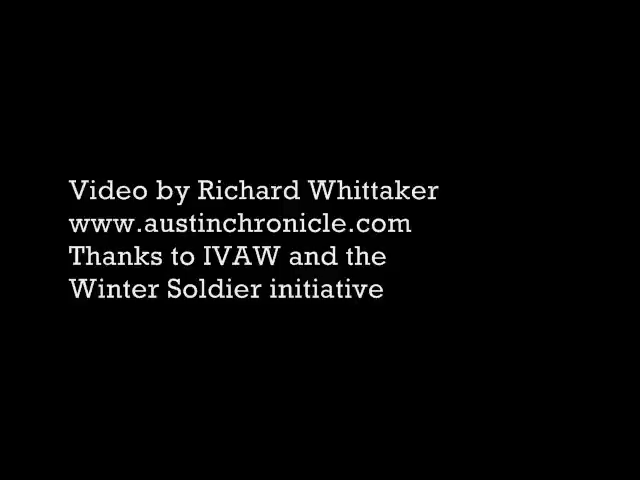 Video by Richard Whittaker
www.austinchronicle.com
Thanks to IVAW and the
Winter Soldier initiative